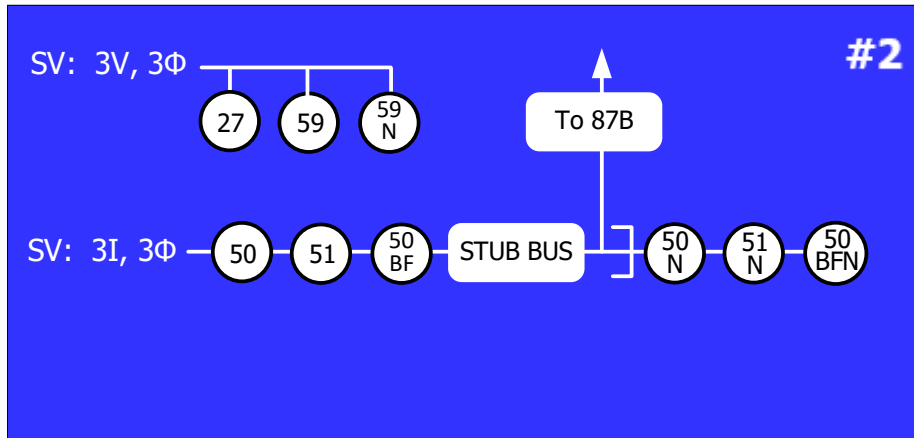 #2
SV: 3V, 3Φ
27
59
59
N
To 87B
SV: 3I, 3Φ
50
51
50
BF
STUB BUS
50
N
51
N
50
BFN